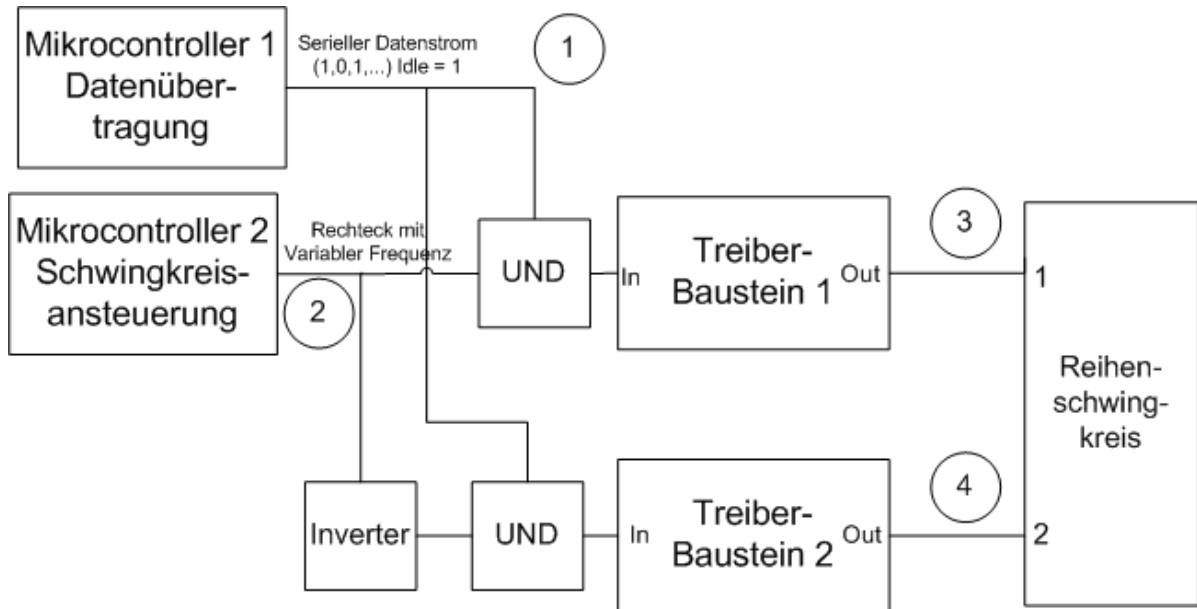 Mikrocontroller 1
Datenüber-
tragung
Serieller Datenstrom
(1,0,1,...) Idle = 1
1
Mikrocontroller 2
Schwingkreis-
ansteuerung
Rechteck mit
Variabler Frequenz
2
UND
In
Treiber-
Baustein 1
Out
3
1
Reihen-
schwing-
kreis
2
Inverter
UND
In
Treiber-
Baustein 2
Out
4